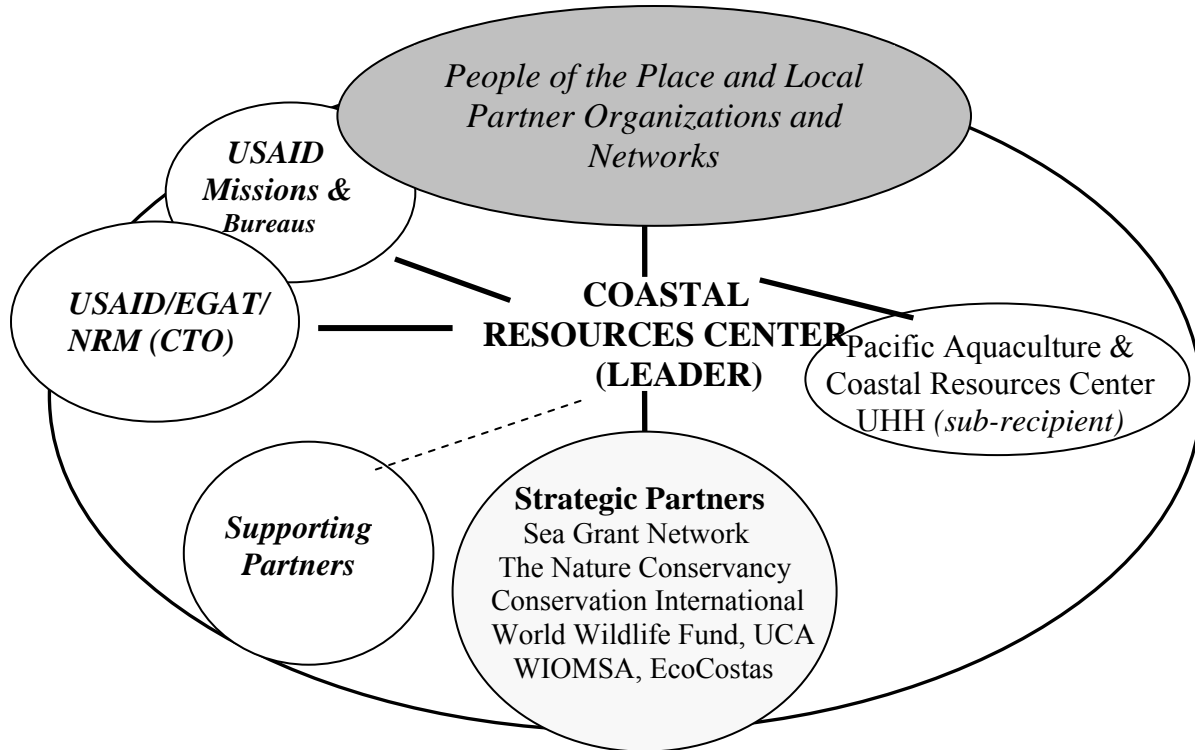 People of the Place and Local
Partner Organizations and
Networks
USAID
Missions &
Bureaus
USAID/EGAT/
NRM (CTO)
COASTAL
RESOURCES CENTER
(LEADER)
Pacific Aquaculture &
Coastal Resources Center
UHH (sub-recipient)
Supporting
Partners
Strategic Partners
Sea Grant Network
The Nature Conservancy
Conservation International
World Wildlife Fund, UCA
WIOMSA, EcoCostas